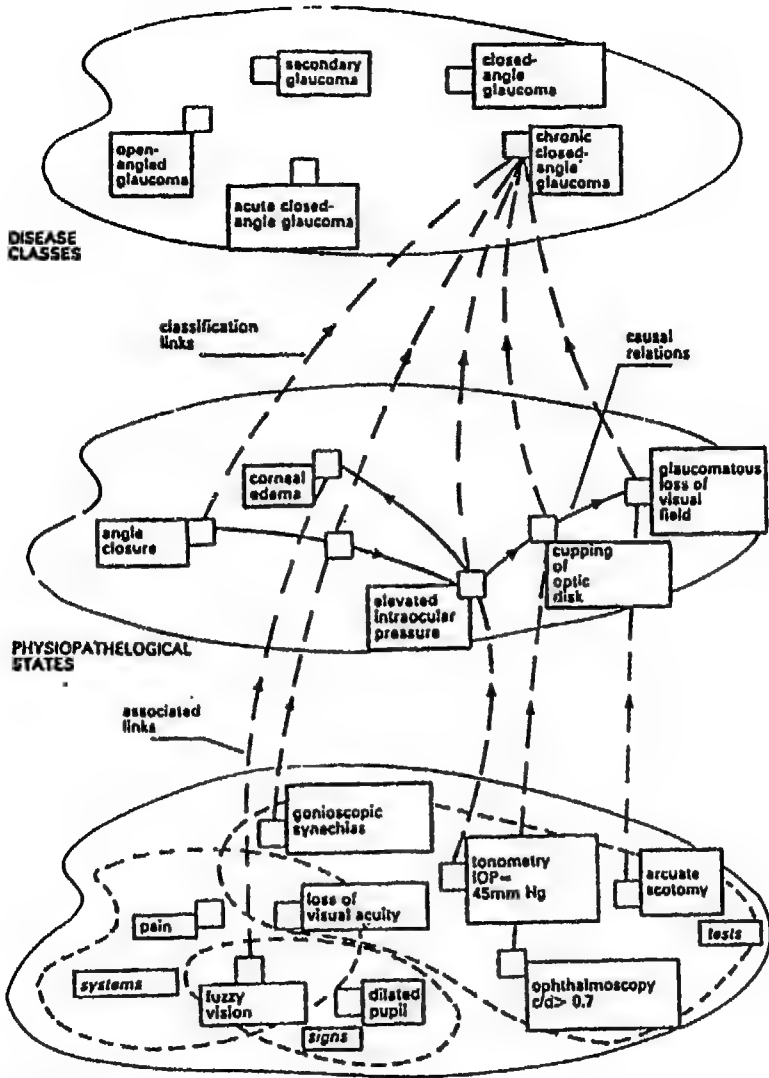 secondary
glaucoma
closed-
angle
glaucoma
open-
angled
glaucoma
chronic
closed-
angle
glaucoma
acute closed-
angle glaucoma
DISEASE
CLASSES
classification
links
causal
relations
corneal
edema
glaucomatous
loss of
visual
field
angle
closure
cupping
of
optic
disk
elevated
intraocular
pressure
PHYSIOPATHELOGICAL
STATES
associated
links
gonioscopic
synechias
tonometry
IOP=
45mm Hg
arcuate
scotomy
loss of
visual acuity
pain
tests
systems
fuzzy
vision
dilated
pupil
ophthalmoscopy
c/d> 0.7
signs